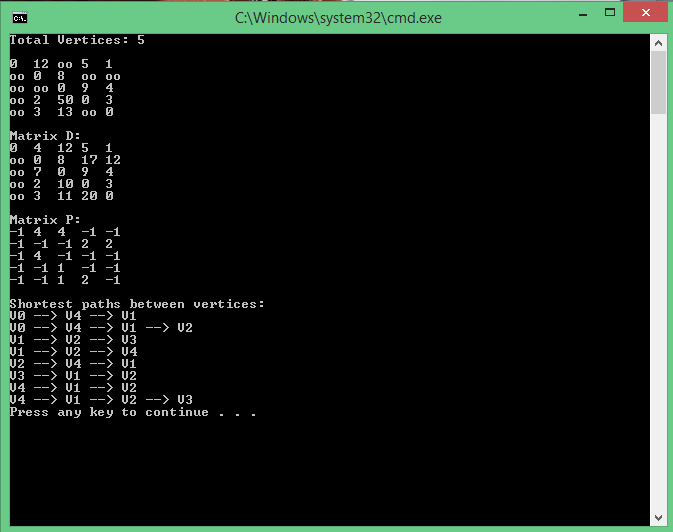 C:\Windows\system32\cmd.exe
Total Vertices: 5
0 12 oo 5 1
oo 0 8 oo oo
oo oo 0 9 4
oo 2 50 0 3
oo 3 13 oo 0
Matrix D:
0 4 12 5 1
oo 0 8 17 12
oo 7 0 9 4
oo 2 10 0 3
oo 3 11 20 0
Matrix P:
-1 4 4 -1 -1
-1 -1 -1 2 2
-1 4 -1 -1 -1
-1 -1 1 -1 -1
-1 -1 1 2 -1
Shortest paths between vertices:
V0 --> V4 --> V1
V0 --> V4 --> V1 --> V2
V1 --> V2 --> V3
V1 --> V2 --> V4
V2 --> V4 --> V1
V3 --> V1 --> V2
V4 --> V1 --> V2
V4 --> V1 --> V2 --> V3
Press any key to continue . . .